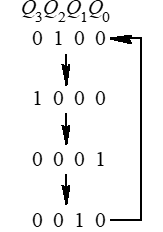 Q₃Q₂Q₁Q₀
0 1 0 0
1 0 0 0
0 0 0 1
0 0 1 0